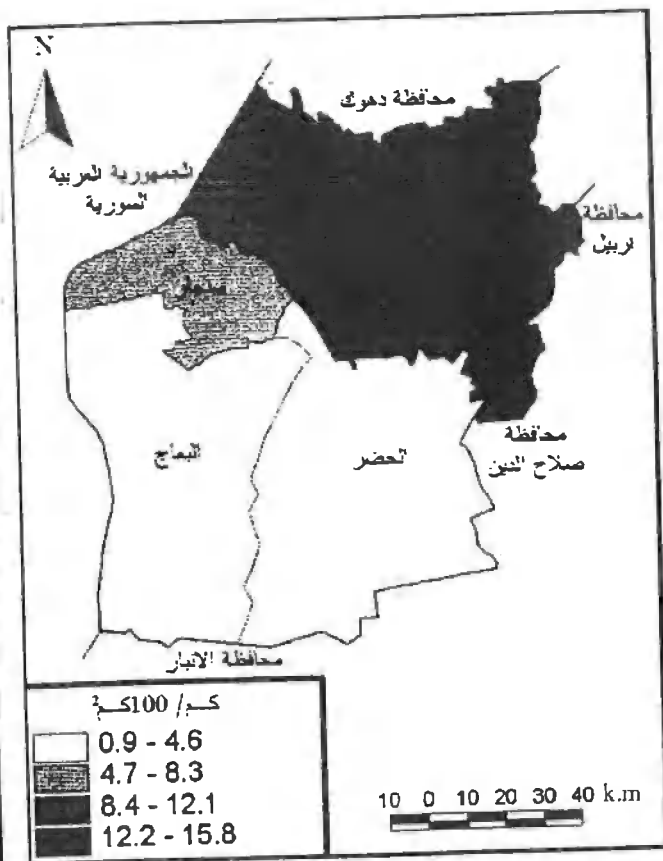 N
محافظة دهوك
الجمهورية العربية
السورية
محافظة
اربيل
سنجار
البعاج
الحضر
محافظة
صلاح الدين
محافظة الانبار
كم/ 100كم²
0.9 - 4.6
4.7 - 8.3
8.4 - 12.1
12.2 - 15.8
10 0 10 20 30 40 k.m